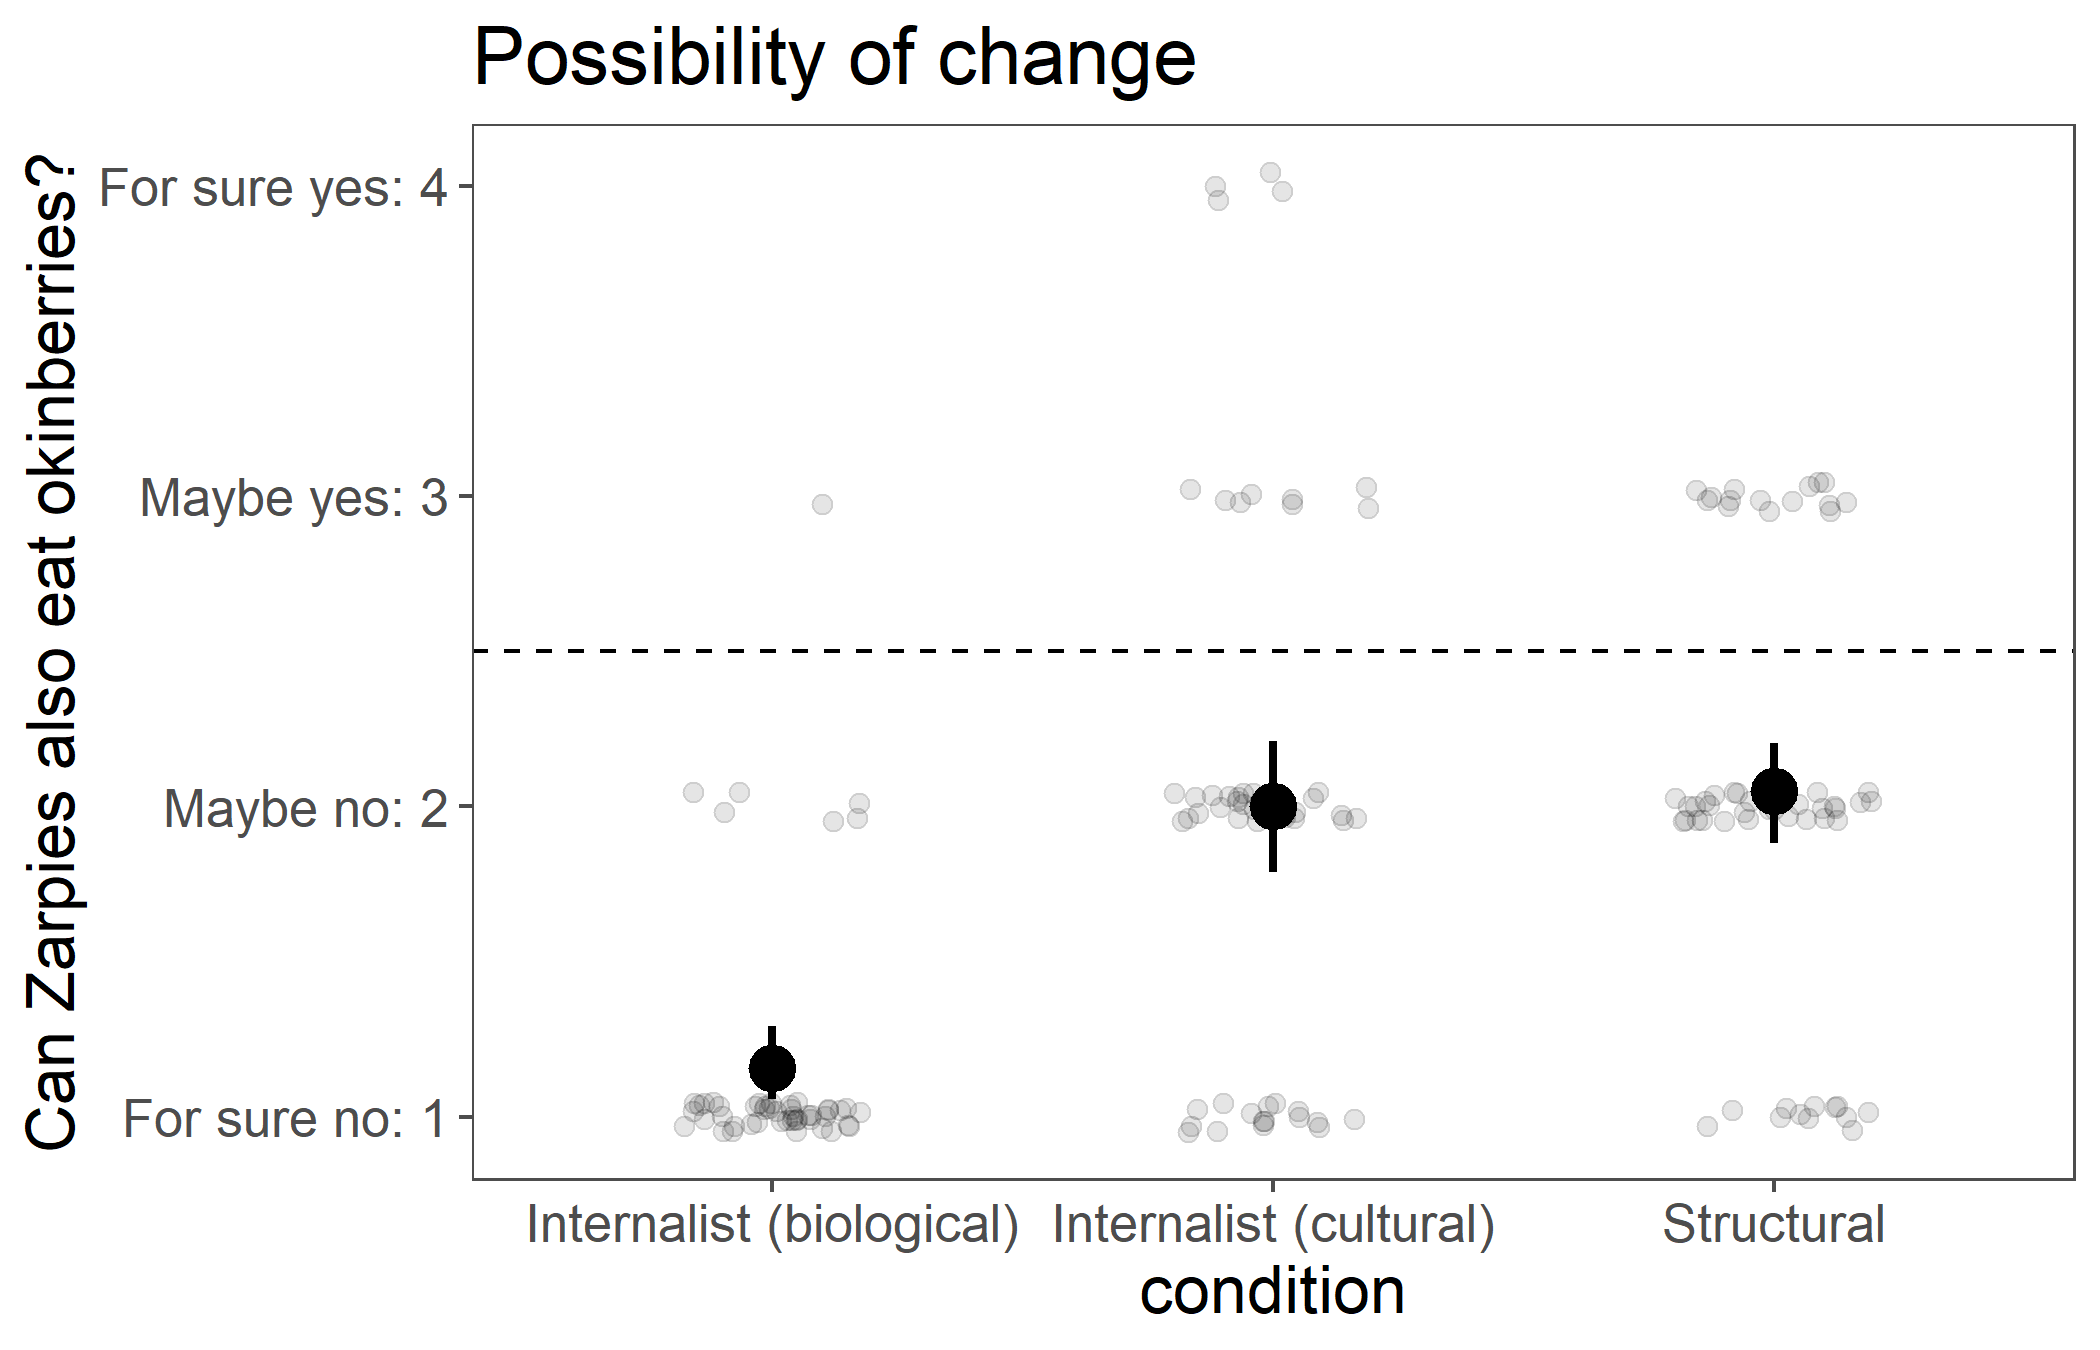 Possibility of change
Can Zarpies also eat okinberries?
For sure yes: 4
Maybe yes: 3
Maybe no: 2
For sure no: 1
Internalist (biological)
Internalist (cultural)
Structural
condition